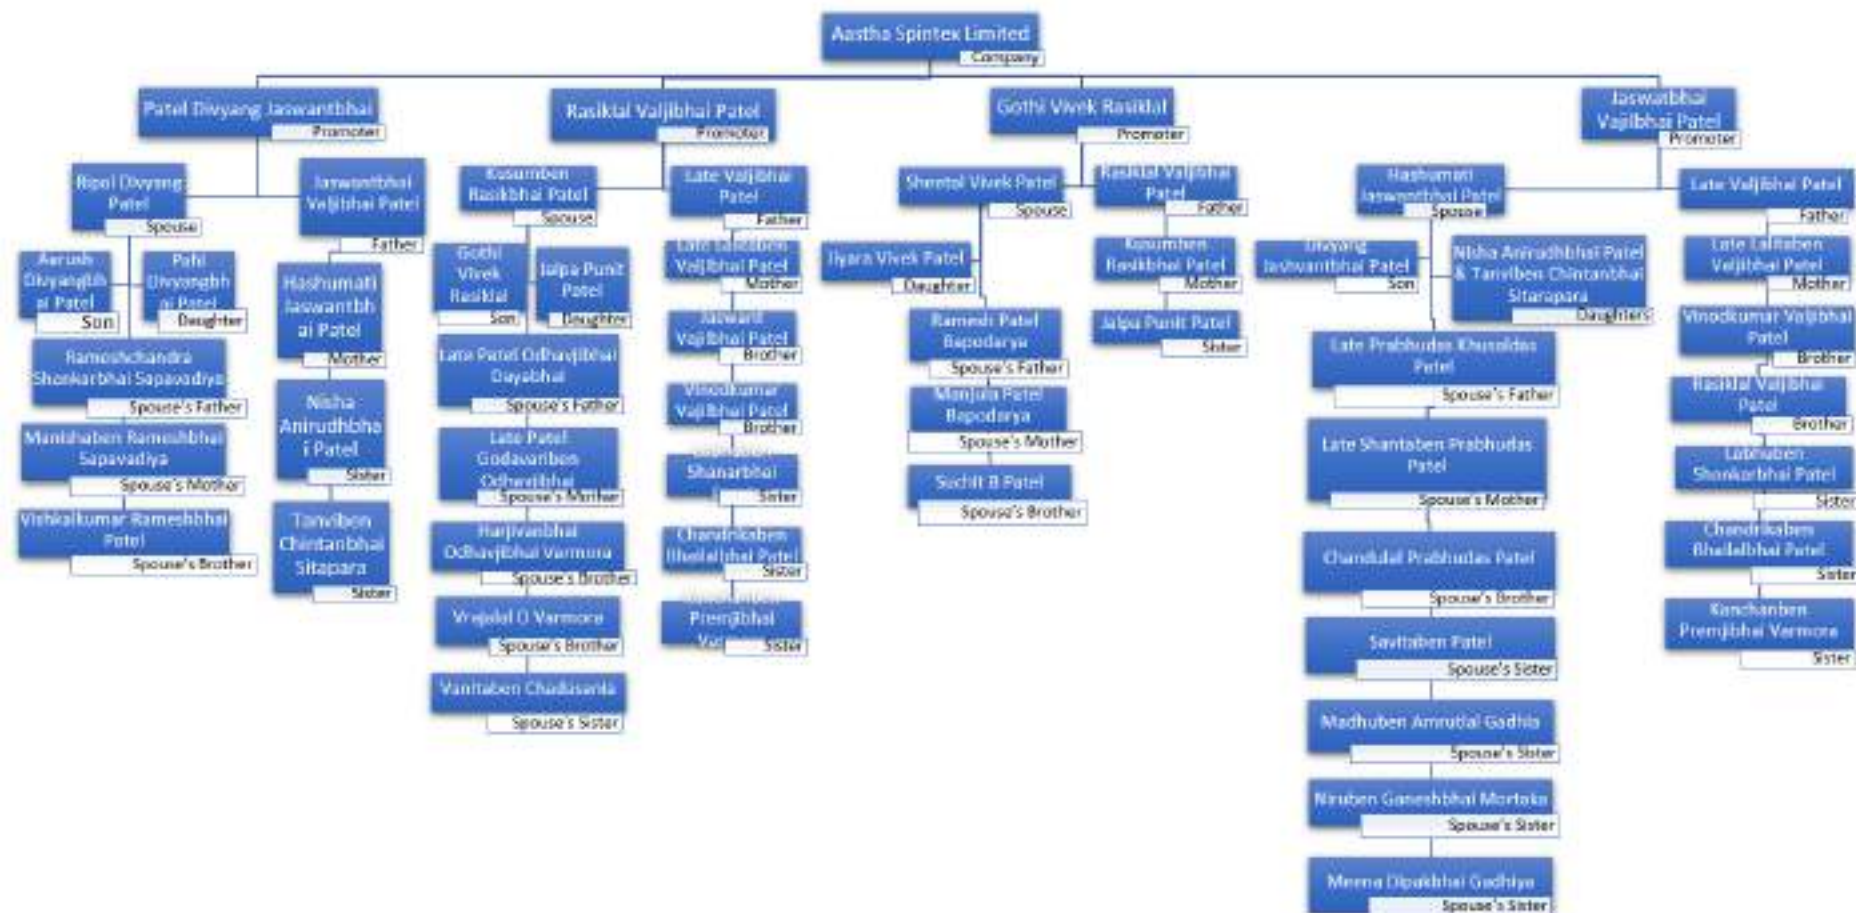 Aastha Spintex Limited
Company
Patel Divyang Jaswantbhai
Promoter
Ripal Divyang
Patel
Spouse
Jaswantbhai
Valjibhai Patel
Father
Aarush
Divyangbh
ai Patel
Son
Divyangbh
ai Patel
Daughter
Rameshchandra
Shankarbhai Sapavadiya
Spouse's Father
Manishaben Rameshbhai
Sapavadiya
Spouse's Mother
Vishkalkumar Rameshbhai
Patel
Spouse's Brother
Hashumati
Jaswantbh
ai Patel
Mother
Nisha
Anirudhbha
i Patel
Sister
Tanviben
Chintanbhai
Sitapara
Sister
Rasiklal Valjibhai Patel
Promoter
Kusumben
Rasikbhai Patel
Spouse
Late Valjibhai
Patel
Father
Gothi
Vivek
Rasiklal
Son
Jalpa Punit
Patel
Daughter
Late Patel Odhavjibhai
Dayabhai
Spouse's Father
Late Patel
Godavariben
Odhavjibhai
Spouse's Mother
Harjivanbhai
Odhavjibhai Varmora
Spouse's Brother
Vrajalal O Varmora
Spouse's Brother
Vanitaben Chadasania
Spouse's Sister
Late Lalitaben
Valjibhai Patel
Mother
Jaswant
Vajibhai Patel
Brother
Vinodkumar
Vajibhai Patel
Brother
Shanarbhai
Sister
Chandrikaben
Bhailalbhai Patel
Sister
Premjibhai
Sister
Gothi Vivek Rasiklal
Promoter
Sheetal Vivek Patel
Spouse
Rasiklal Valjibhai
Patel
Father
Jiyara Vivek Patel
Daughter
Ramesh Patel
Bapodarya
Spouse's Father
Manjula Patel
Bapodarya
Spouse's Mother
Suchit B Patel
Spouse's Brother
Kusumben
Rasikbhai Patel
Mother
Jalpa Punit Patel
Sister
Jaswatbhai
Vajibhai Patel
Promoter
Hashumati
Jaswantbhai Patel
Spouse
Late Valjibhai Patel
Father
Divyang
Jashvantbhai Patel
Son
Nisha Anirudhbhai Patel
& Tanviben Chintanbhai
Sitarapara
Daughters
Late Prabhudas Khusaldas
Patel
Spouse's Father
Late Shantaben Prabhudas
Patel
Spouse's Mother
Chandulal Prabhudas Patel
Spouse's Brother
Savitaben Patel
Spouse's Sister
Madhuben Amrutlal Gadhia
Spouse's Sister
Niruben Ganeshbhai Mortaka
Spouse's Sister
Meena Dipakbhai Gadhiya
Spouse's Sister
Late Lalitaben
Valjibhai Patel
Mother
Vinodkumar Valjibhai
Patel
Brother
Rasiklal Valjibhai
Patel
Brother
Labhuben
Shankarbhai Patel
Sister
Chandrikaben
Bhailalbhai Patel
Sister
Kanchanben
Premjibhai Varmora
Sister